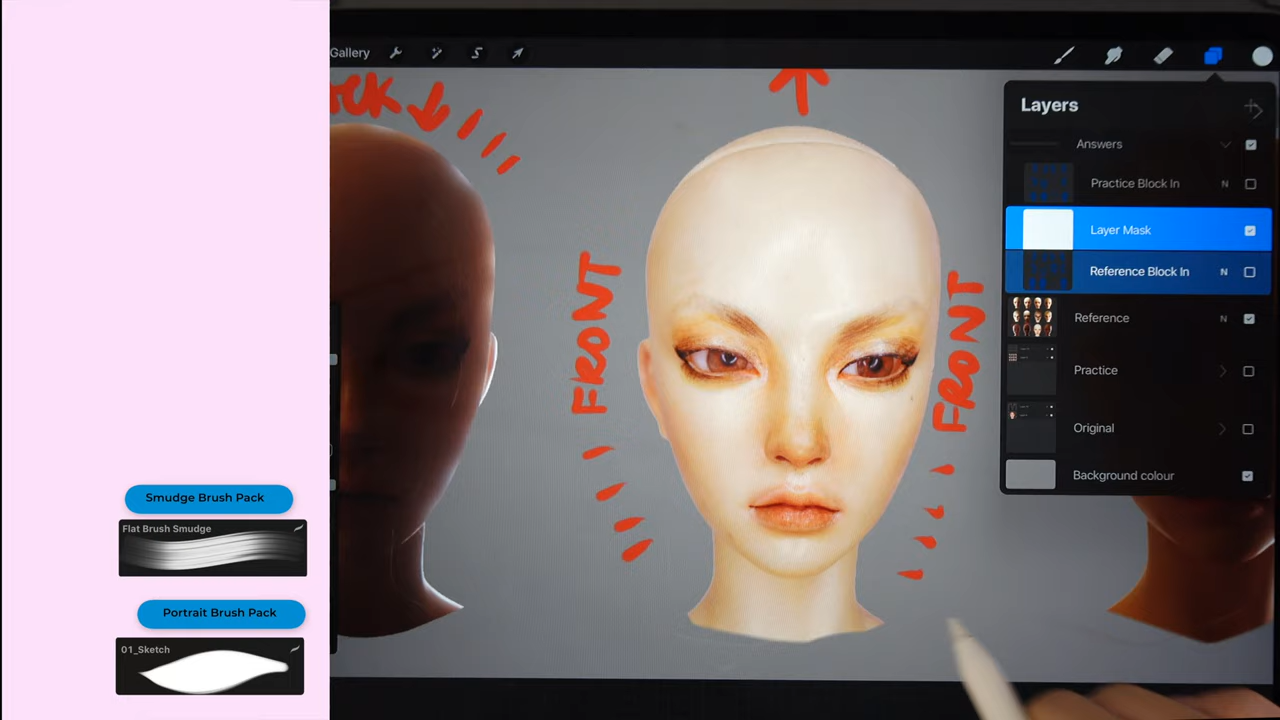 Gallery
Layers
Answers
Practice Block In N
Layer Mask
Reference Block In N
Reference N
Practice
Original
Background colour
FRONT
FRONT
Smudge Brush Pack
Flat Brush Smudge
Portrait Brush Pack
01_Sketch